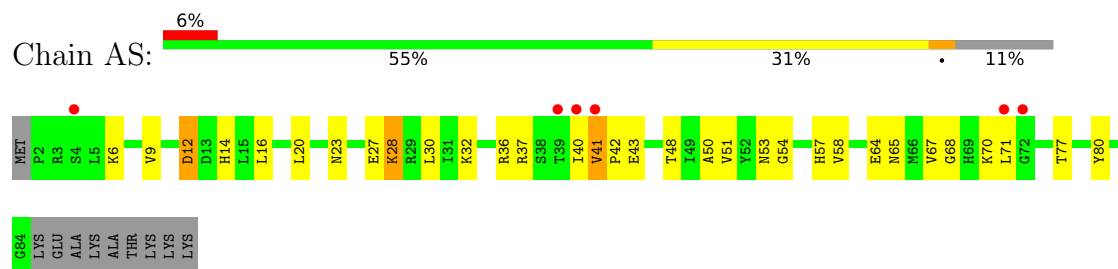 6%
Chain AS:
55% 31% • 11%
MET P2 R3 S4 L5 K6 V9 D12 D13 H14 L15 L16 L20 N23 E27 K28 R29 L30 I31 K32 R36 R37 S38 T39 I40 V41 P42 E43 T48 I49 A50 V51 Y52 N53 G54 H57 V58 E64 N65 M66 V67 G68 H69 K70 L71 G72 T77 Y80
G84 LYS GLU ALA LYS ALA THR LYS LYS LYS